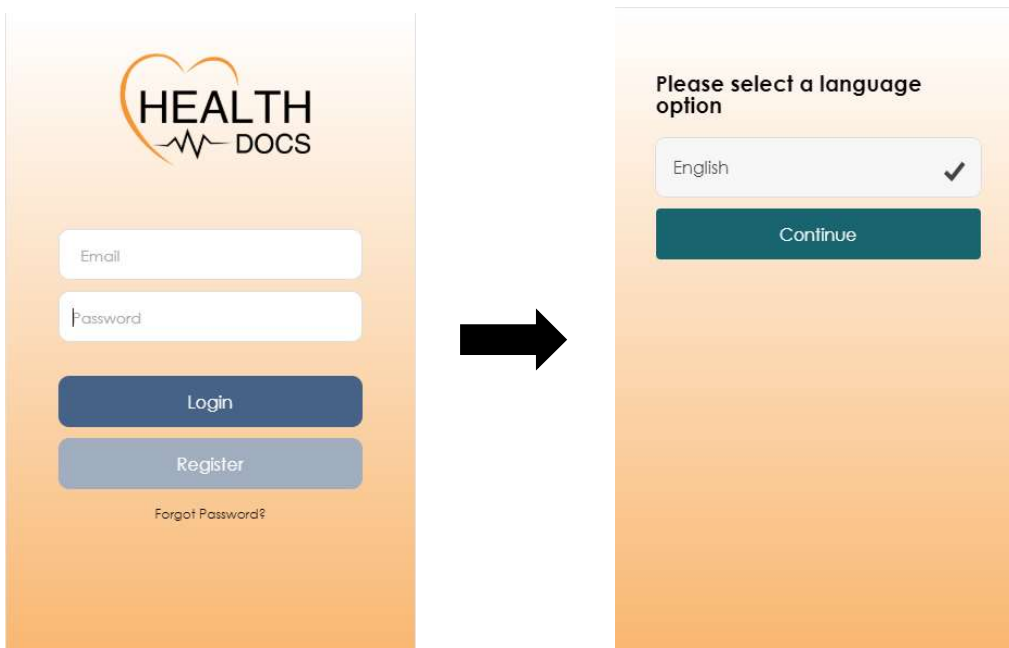 HEALTH
DOCS
Email
Password
Login
Register
Forgot Password?
Please select a language
option
English
Continue